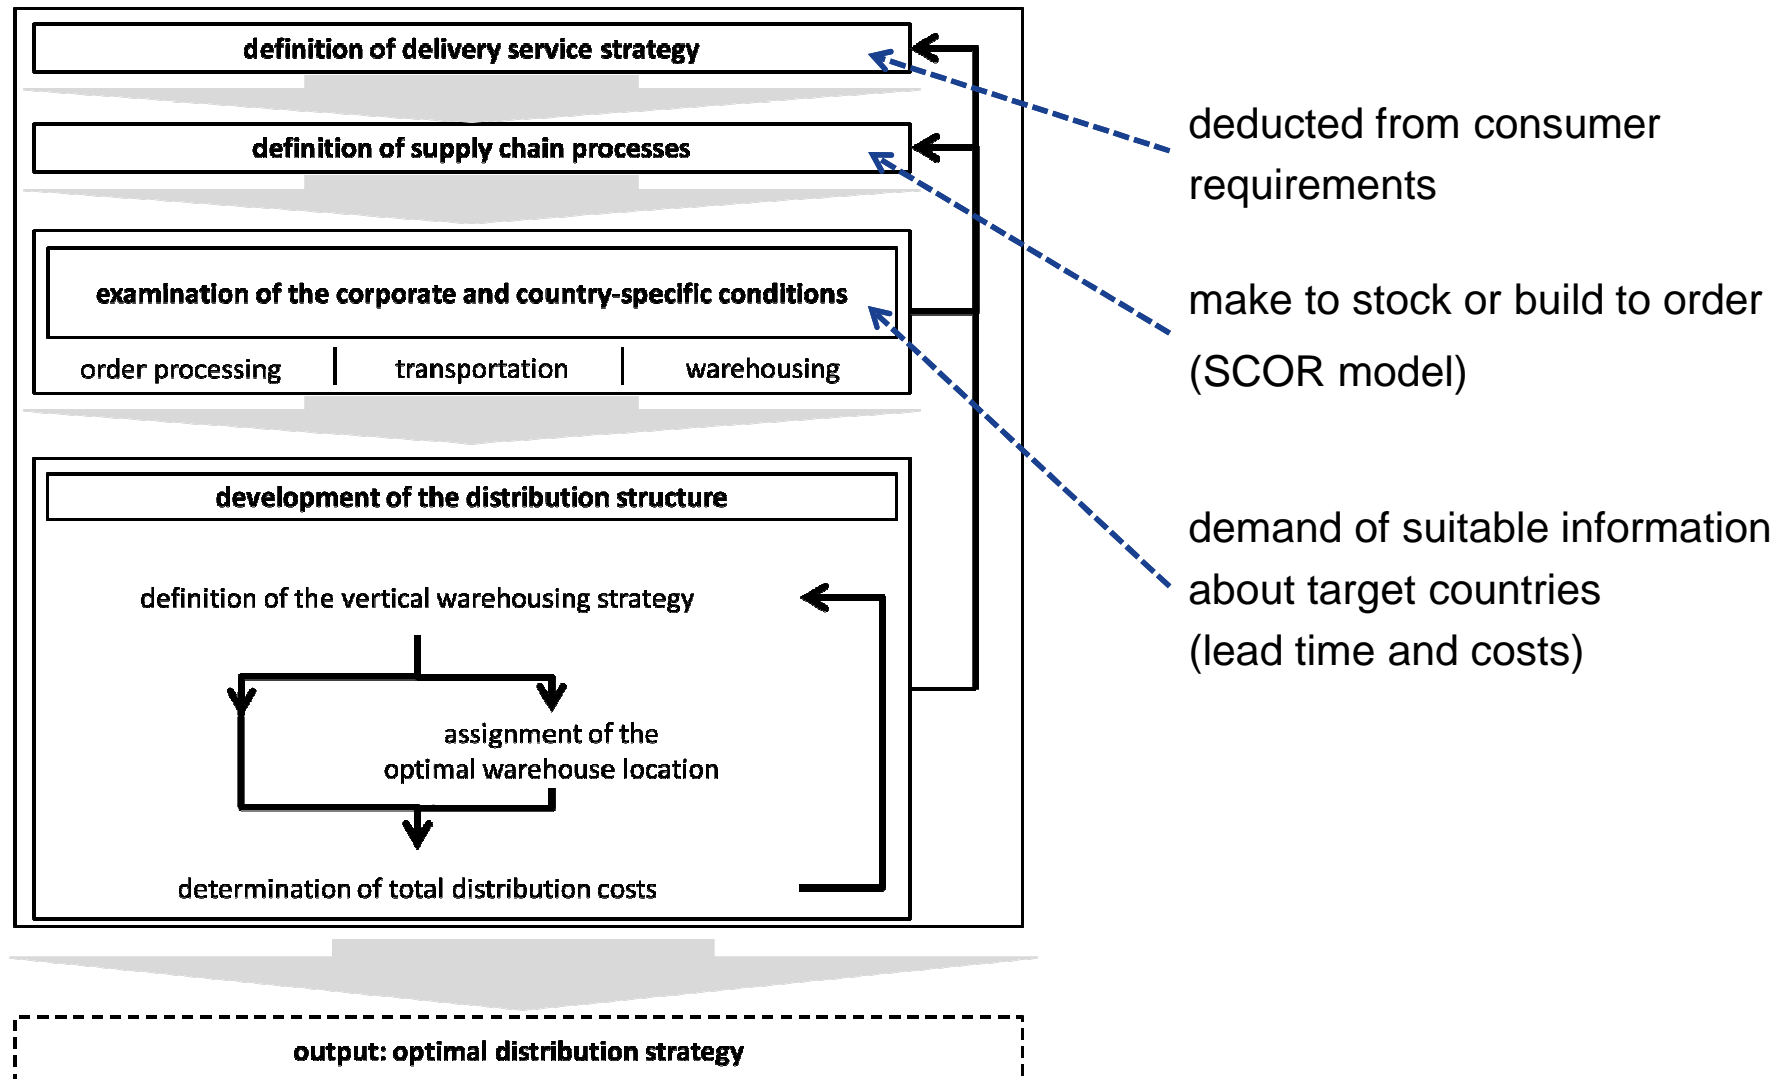 definition of delivery service strategy
definition of supply chain processes
examination of the corporate and country-specific conditions
order processing | transportation | warehousing
development of the distribution structure
definition of the vertical warehousing strategy
assignment of the
optimal warehouse location
determination of total distribution costs
output: optimal distribution strategy
deducted from consumer
requirements
make to stock or build to order
(SCOR model)
demand of suitable information
about target countries
(lead time and costs)